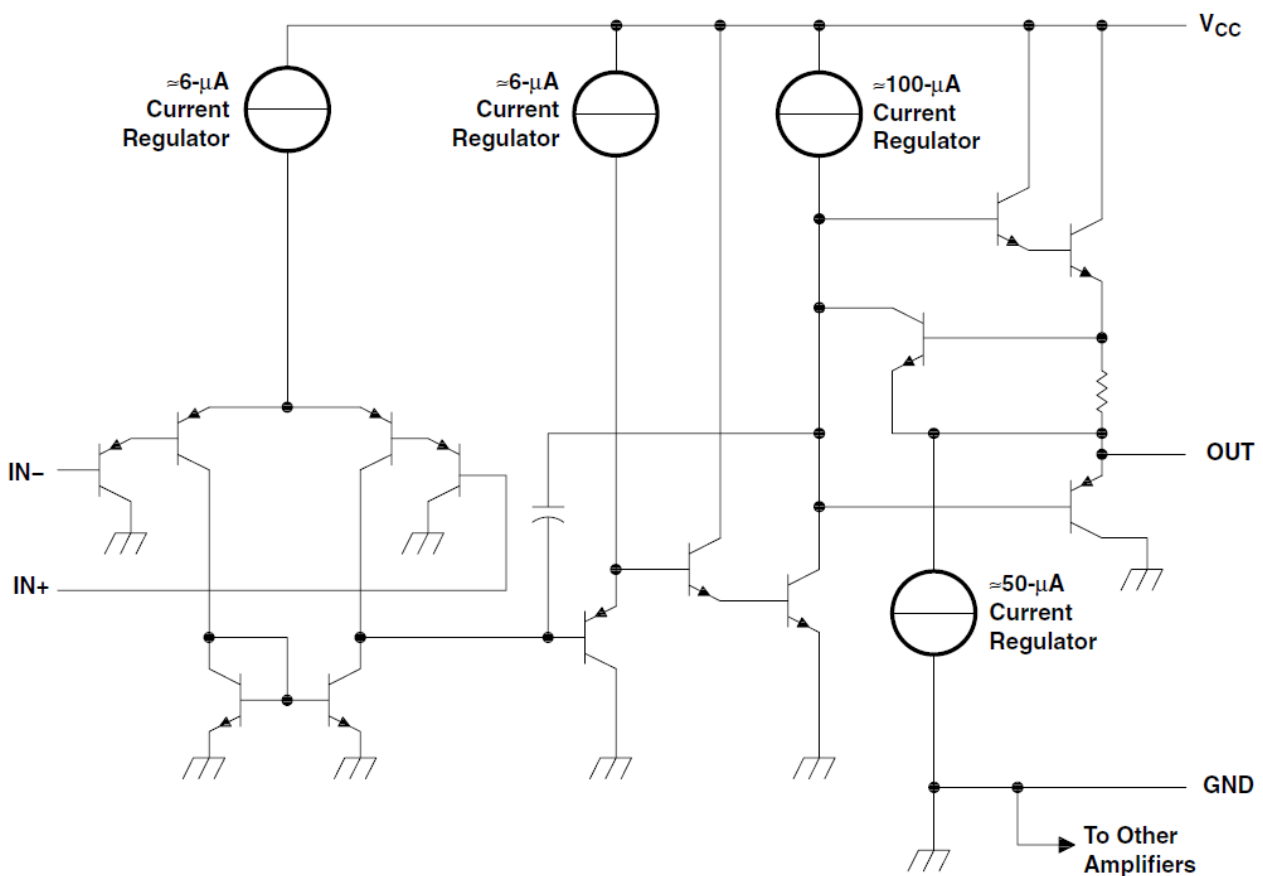 V_CC
≈6-μA
Current
Regulator
≈6-μA
Current
Regulator
≈100-μA
Current
Regulator
IN−
OUT
IN+
≈50-μA
Current
Regulator
GND
To Other
Amplifiers